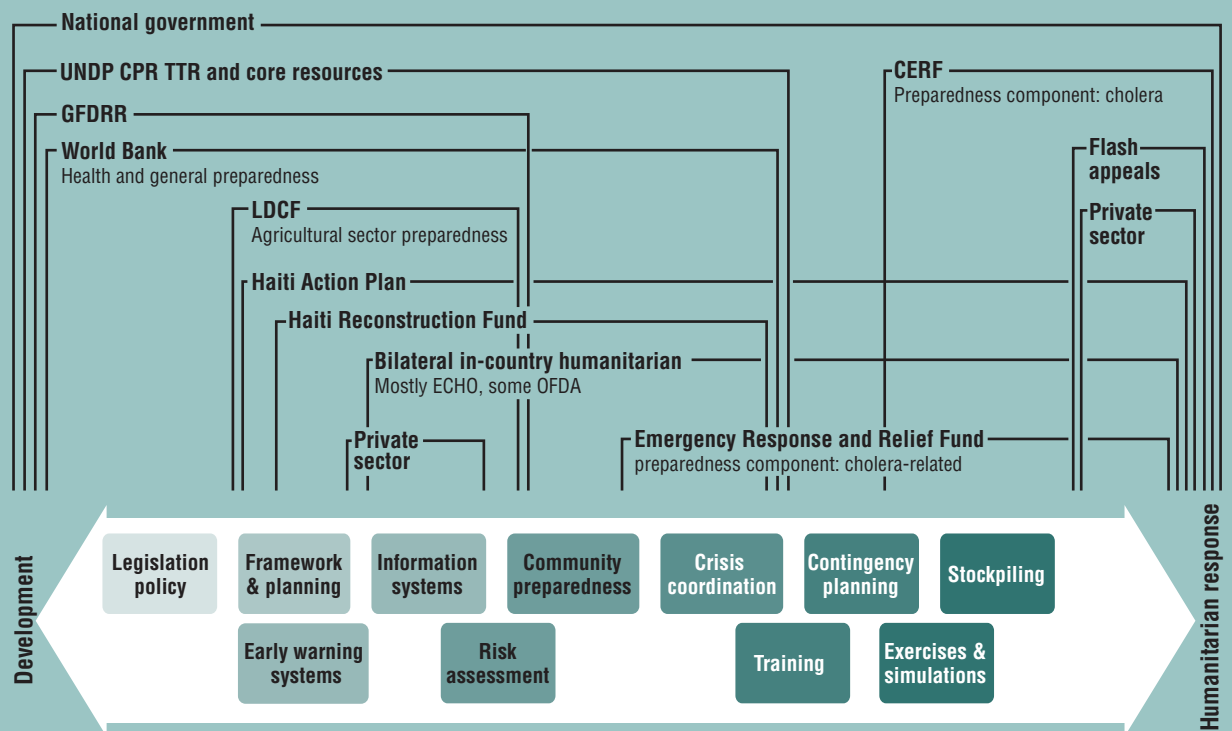 National government
UNDP CPR TTR and core resources
CERF
Preparedness component: cholera
GFDRR
World Bank
Health and general preparedness
Flash
appeals
LDCF
Agricultural sector preparedness
Private
sector
Haiti Action Plan
Haiti Reconstruction Fund
Bilateral in-country humanitarian
Mostly ECHO, some OFDA
Private
sector
Emergency Response and Relief Fund
preparedness component: cholera-related
Development
Legislation
policy
Framework
& planning
Information
systems
Community
preparedness
Crisis
coordination
Contingency
planning
Stockpiling
Early warning
systems
Risk
assessment
Training
Exercises &
simulations
Humanitarian response